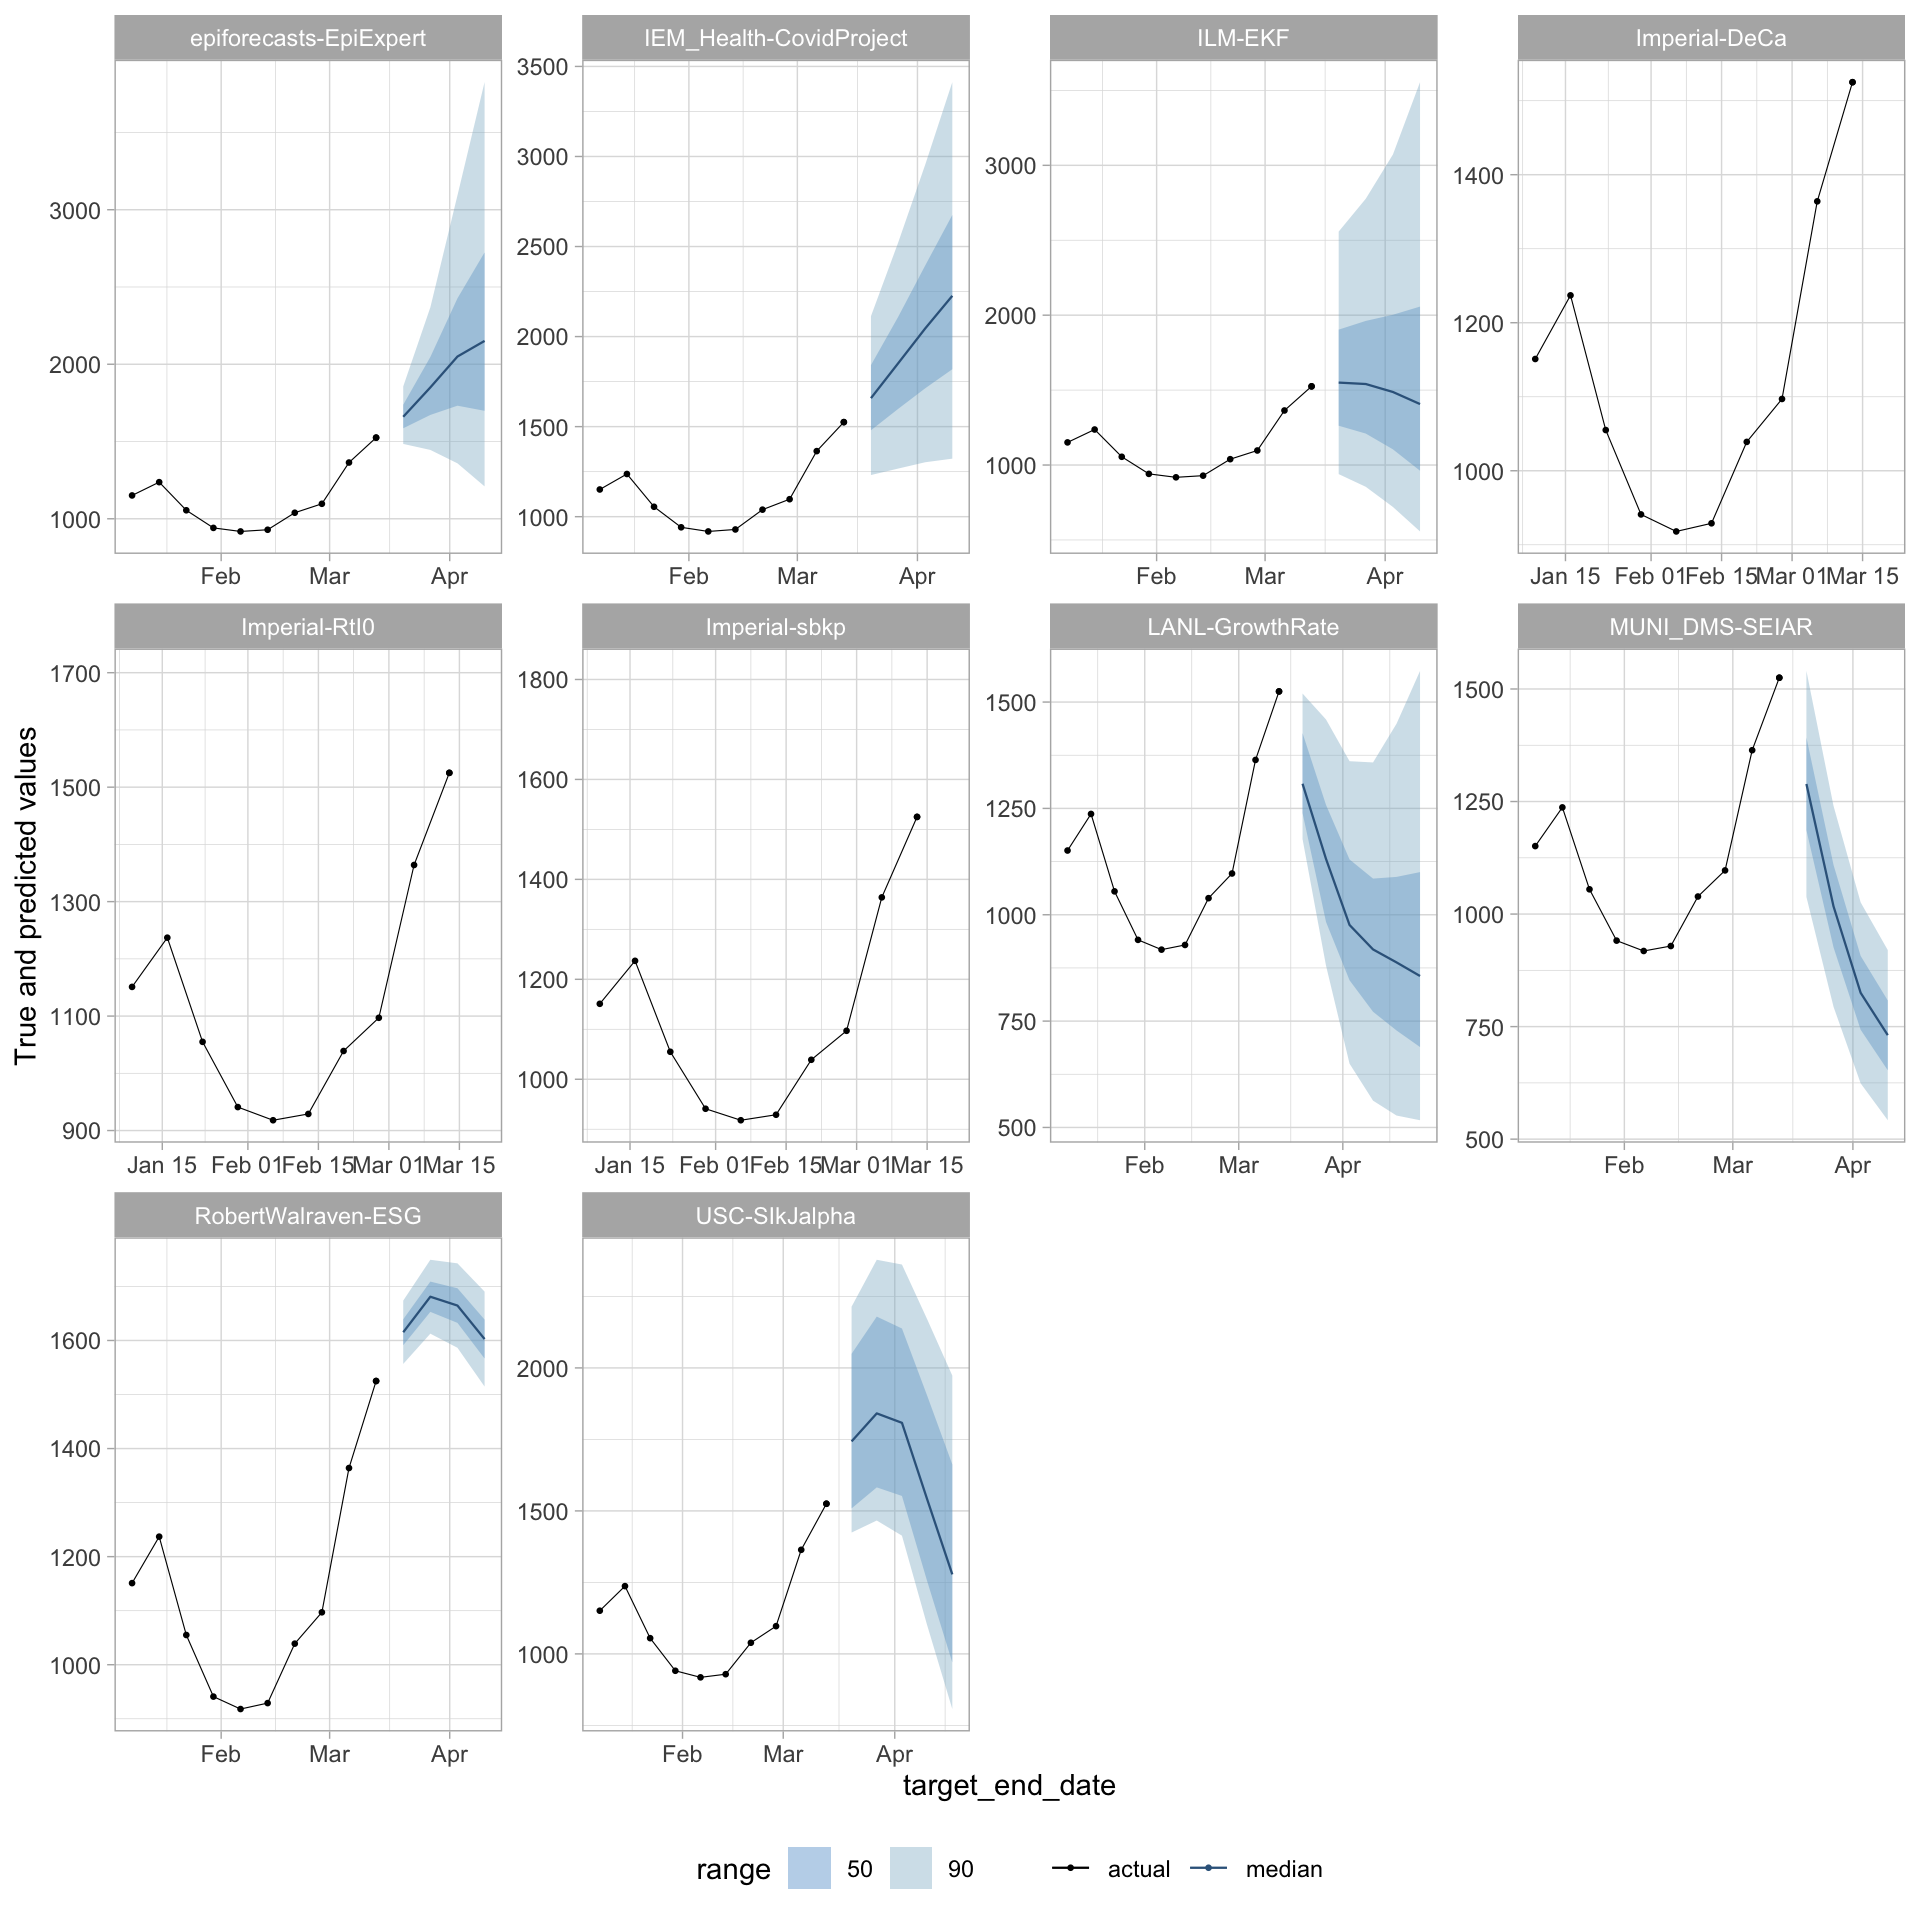 epiforecasts-EpiExpert
IEM_Health-CovidProject
ILM-EKF
Imperial-DeCa
3000
2000
1000
Feb Mar Apr
3500
3000
2500
2000
1500
1000
Feb Mar Apr
3000
2000
1000
Feb Mar Apr
1400
1200
1000
Jan 15 Feb 01 Feb 15 Mar 01 Mar 15
True and predicted values
Imperial-RtI0
Imperial-sbkp
LANL-GrowthRate
MUNI_DMS-SEIAR
1700
1500
1300
1100
900
Jan 15 Feb 01 Feb 15 Mar 01 Mar 15
1800
1600
1400
1200
1000
Jan 15 Feb 01 Feb 15 Mar 01 Mar 15
1500
1250
1000
750
500
Feb Mar Apr
1500
1250
1000
750
500
Feb Mar Apr
RobertWalraven-ESG
USC-SIkJalpha
1600
1400
1200
1000
Feb Mar Apr
2000
1500
1000
Feb Mar Apr
target_end_date
range 50 90 actual median